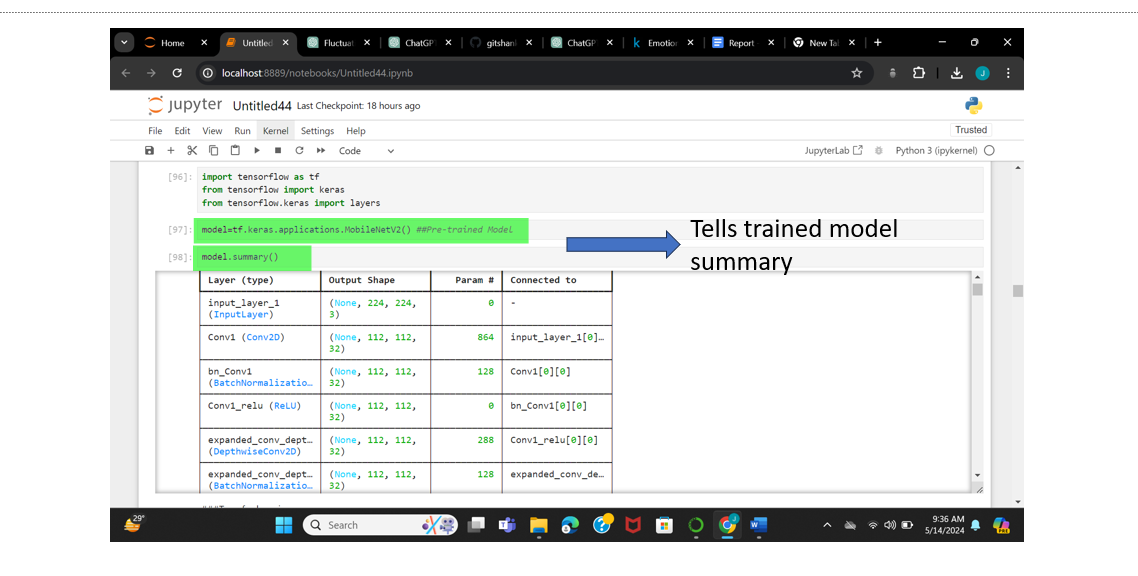 Home
Untitled
Fluctuat
ChatGP
gitshani
ChatGP
Emotion
Report
New Tal
localhost:8889/notebooks/Untitled44.ipynb
J
jupyter Untitled44 Last Checkpoint: 18 hours ago
File Edit View Run Kernel Settings Help
Trusted
Code
JupyterLab
Python 3 (ipykernel)
[96]: import tensorflow as tf
from tensorflow import keras
from tensorflow.keras import layers
[97]: model=tf.keras.applications.MobileNetV2() ##Pre-trained Model
[98]: model.summary()
Tells trained model
summary
Layer (type) Output Shape Param # Connected to
input_layer_1 (None, 224, 224, 0 -
(InputLayer) 3)
Conv1 (Conv2D) (None, 112, 112, 864 input_layer_1[0]…
32)
bn_Conv1 (None, 112, 112, 128 Conv1[0][0]
(BatchNormalizatio… 32)
Conv1_relu (ReLU) (None, 112, 112, 0 bn_Conv1[0][0]
32)
expanded_conv_dept… (None, 112, 112, 288 Conv1_relu[0][0]
(DepthwiseConv2D) 32)
expanded_conv_dept… (None, 112, 112, 128 expanded_conv_de…
(BatchNormalizatio… 32)
29°
Search
9:36 AM
5/14/2024